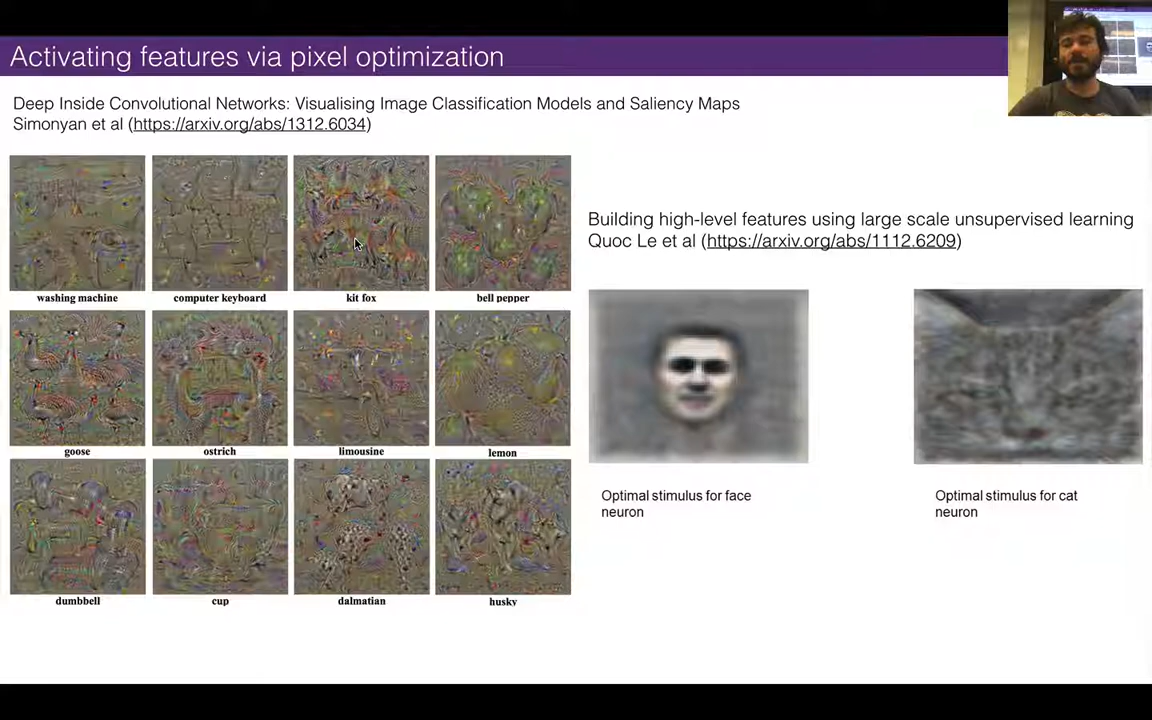 Activating features via pixel optimization
Deep Inside Convolutional Networks: Visualising Image Classification Models and Saliency Maps
Simonyan et al (https://arxiv.org/abs/1312.6034)
washing machine
computer keyboard
kit fox
bell pepper
goose
ostrich
limousine
lemon
dumbbell
cup
dalmatian
husky
Building high-level features using large scale unsupervised learning
Quoc Le et al (https://arxiv.org/abs/1112.6209)
Optimal stimulus for face
neuron
Optimal stimulus for cat
neuron